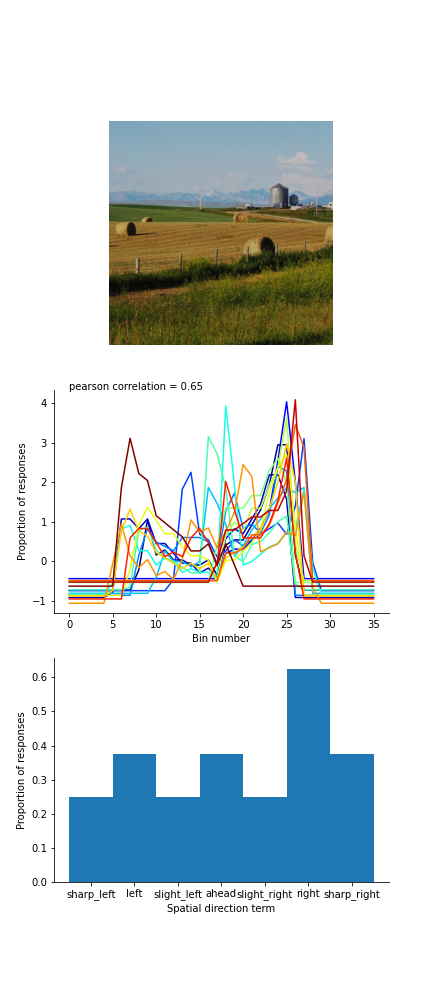 pearson correlation = 0.65
4
3
2
1
0
−1
Proportion of responses
0 5 10 15 20 25 30 35
Bin number
0.6
0.5
0.4
0.3
0.2
0.1
0.0
Proportion of responses
sharp_left left slight_left ahead slight_right right sharp_right
Spatial direction term